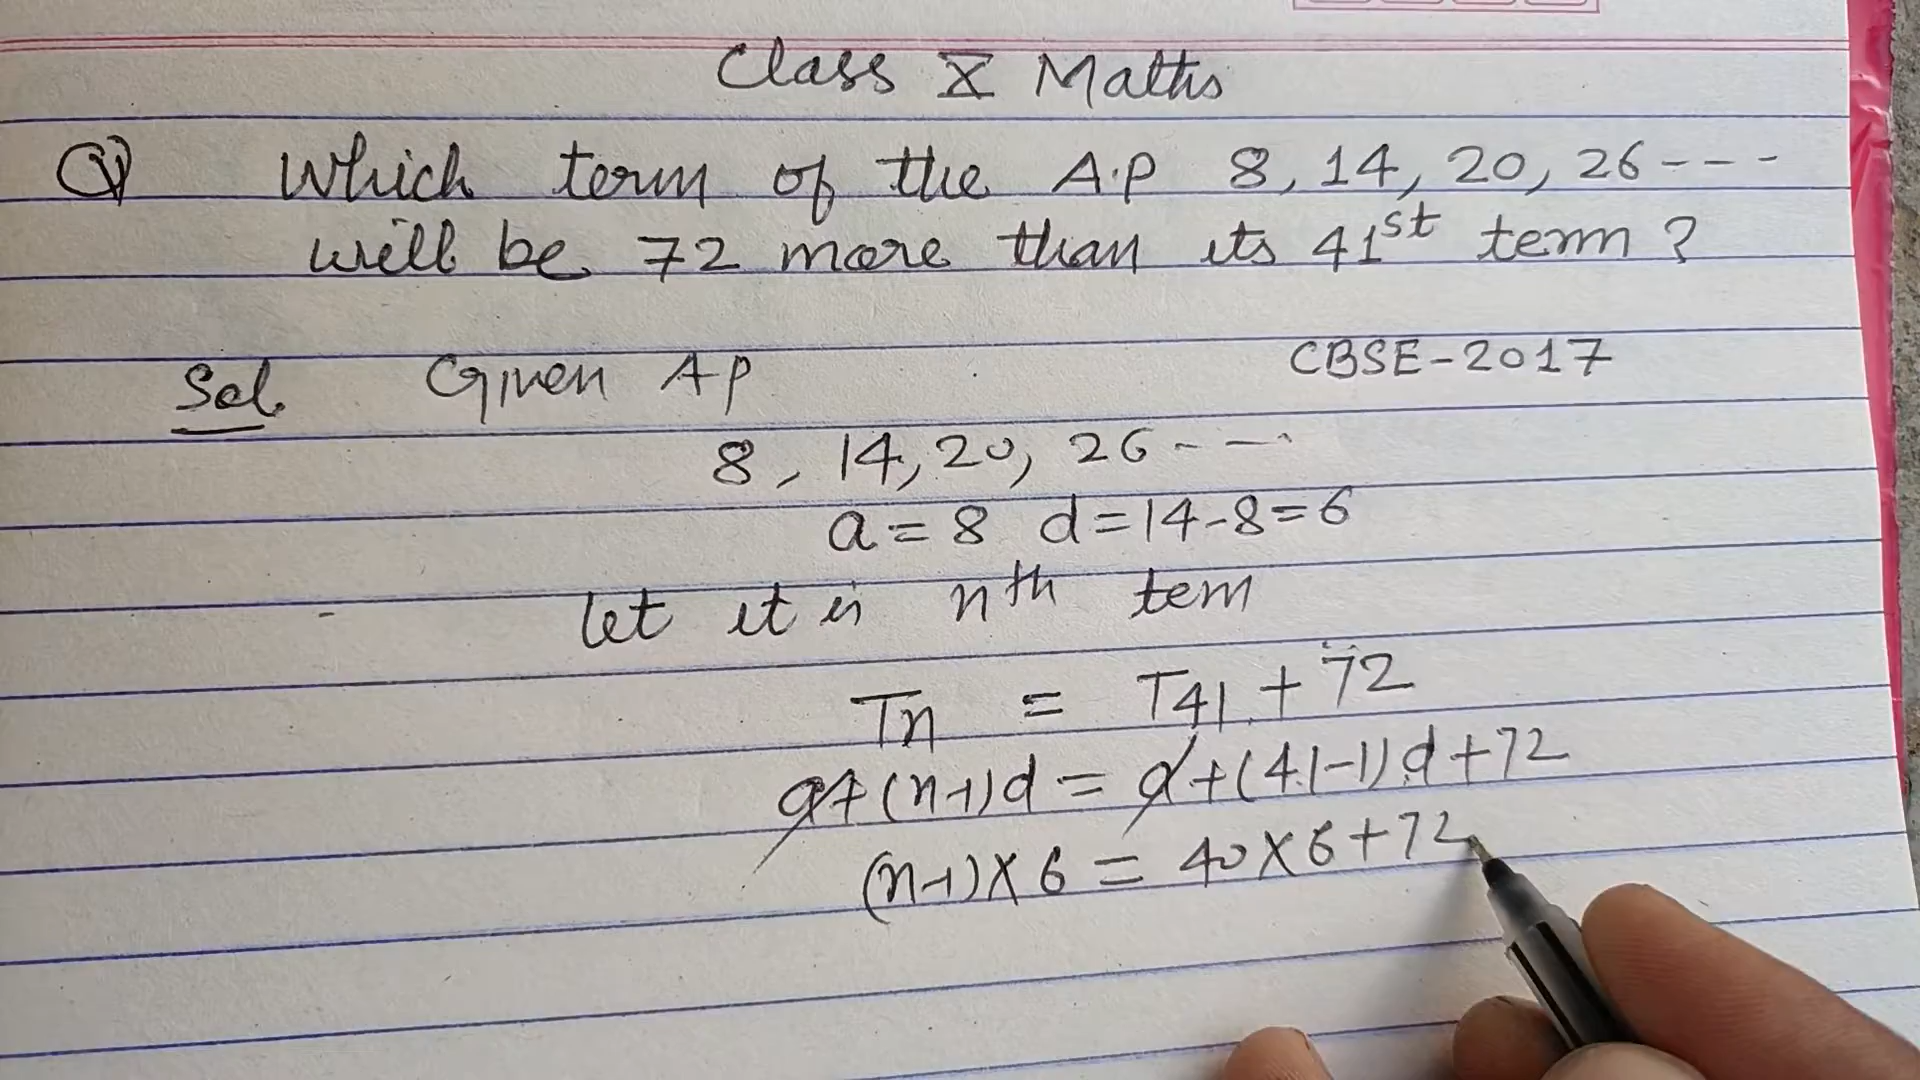 Class X Maths
Q) Which term of the A.P 8, 14, 20, 26 ---
will be 72 more than its 41st term?
Sol. Given AP CBSE-2017
8, 14, 20, 26 ---
a = 8 d = 14-8 = 6
let it is nth tem
Tn = T41 + 72
a+(n-1)d = a+(41-1)d+72
(n-1)×6 = 40×6+72